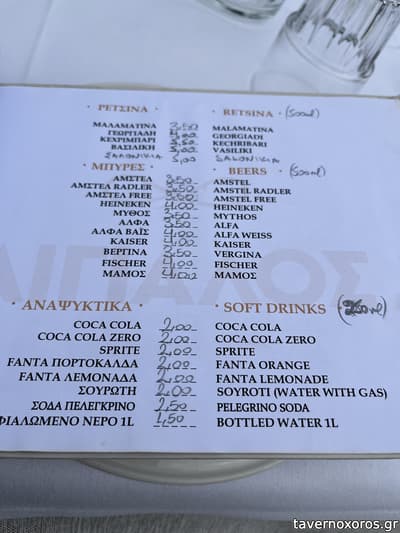 · ΡΕΤΣΙΝΑ · · RETSINA · (500ml)
ΜΑΛΑΜΑΤΙΝΑ 3,50 MALAMATINA
ΓΕΩΡΓΙΑΔΗ 4,00 GEORGIADI
ΚΕΧΡΙΜΠΑΡΙ 3,50 KECHRIBARI
ΒΑΣΙΛΙΚΗ 3,00 VASILIKI
ΣΑΛΟΝΙΚΙΑ 3,00 SALONIKIA
· ΜΠΥΡΕΣ · · BEERS · (500ml)
ΑΜΣΤΕΛ 3,50 AMSTEL
ΑΜΣΤΕΛ RADLER 3,50 AMSTEL RADLER
ΑΜΣΤΕΛ FREE 3,50 AMSTEL FREE
HEINEKEN 4,00 HEINEKEN
ΜΥΘΟΣ 3,50 MYTHOS
ΑΛΦΑ 3,50 ALFA
ΑΛΦΑ ΒΑΪΣ 4,00 ALFA WEISS
KAISER 4,00 KAISER
ΒΕΡΓΙΝΑ 3,50 VERGINA
FISCHER 4,00 FISCHER
ΜΑΜΟΣ 4,00 ΜΑΜΟΣ
· ΑΝΑΨΥΚΤΙΚΑ · · SOFT DRINKS · (250ml)
COCA COLA 2,00 COCA COLA
COCA COLA ZERO 2,00 COCA COLA ZERO
SPRITE 2,00 SPRITE
FANTA ΠΟΡΤΟΚΑΛΔΑ 2,00 FANTA ORANGE
FANTA ΛΕΜΟΝΑΔΑ 2,00 FANTA LEMONADE
ΣΟΥΡΩΤΗ 2,00 SOYROTI (WATER WITH GAS)
ΣΟΔΑ ΠΕΛΕΓΚΡΙΝΟ 2,50 PELEGRINO SODA
ΦΙΑΛΩΜΕΝΟ ΝΕΡΟ 1L 1,50 BOTTLED WATER 1L
tavernoxoros.gr